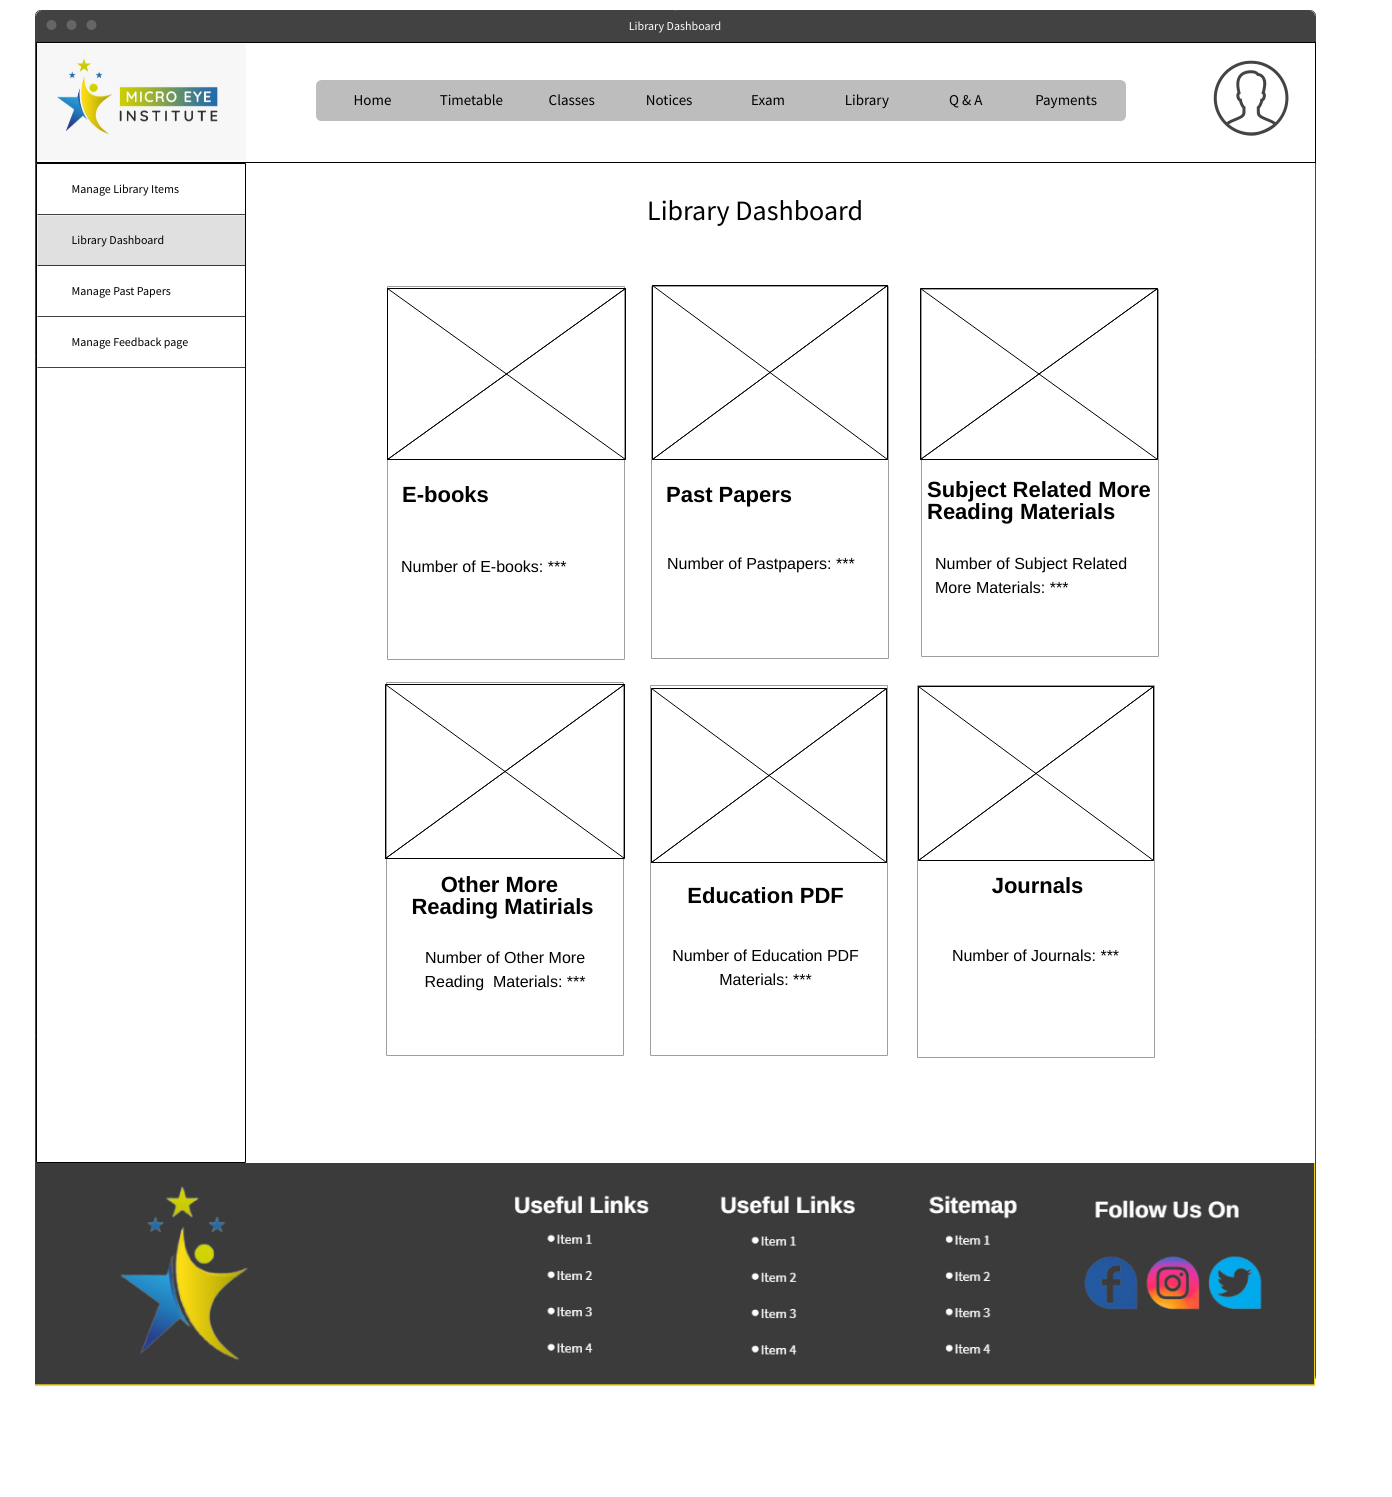 Library Dashboard
MICRO EYE
INSTITUTE
Home Timetable Classes Notices Exam Library Q & A Payments
Manage Library Items
Library Dashboard
Manage Past Papers
Manage Feedback page
Library Dashboard
E-books
Number of E-books: ***
Past Papers
Number of Pastpapers: ***
Subject Related More
Reading Materials
Number of Subject Related
More Materials: ***
Other More
Reading Matirials
Number of Other More
Reading  Materials: ***
Education PDF
Number of Education PDF
Materials: ***
Journals
Number of Journals: ***
Useful Links
Item 1
Item 2
Item 3
Item 4
Useful Links
Item 1
Item 2
Item 3
Item 4
Sitemap
Item 1
Item 2
Item 3
Item 4
Follow Us On